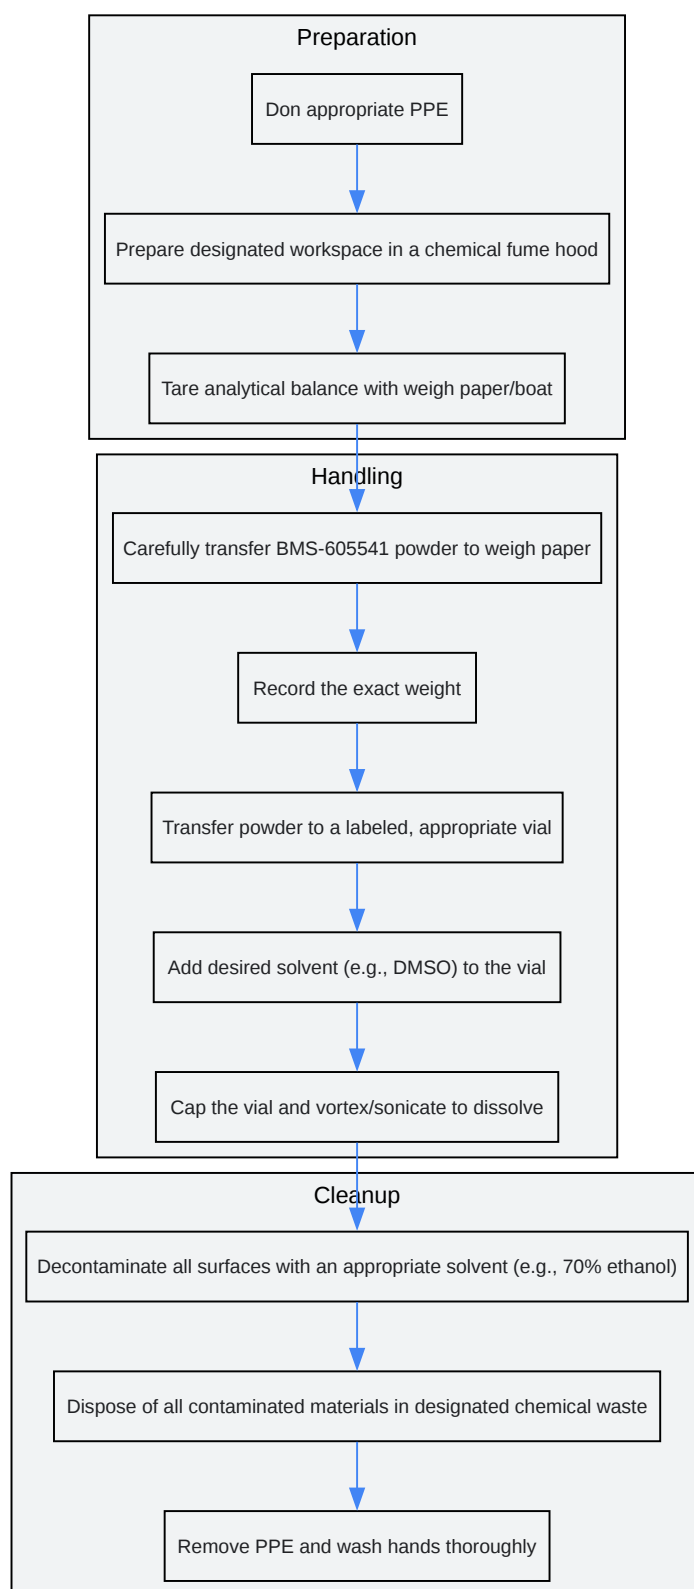 Preparation
Don appropriate PPE
Prepare designated workspace in a chemical fume hood
Tare analytical balance with weigh paper/boat
Handling
Carefully transfer BMS-605541 powder to weigh paper
Record the exact weight
Transfer powder to a labeled, appropriate vial
Add desired solvent (e.g., DMSO) to the vial
Cap the vial and vortex/sonicate to dissolve
Cleanup
Decontaminate all surfaces with an appropriate solvent (e.g., 70% ethanol)
Dispose of all contaminated materials in designated chemical waste
Remove PPE and wash hands thoroughly